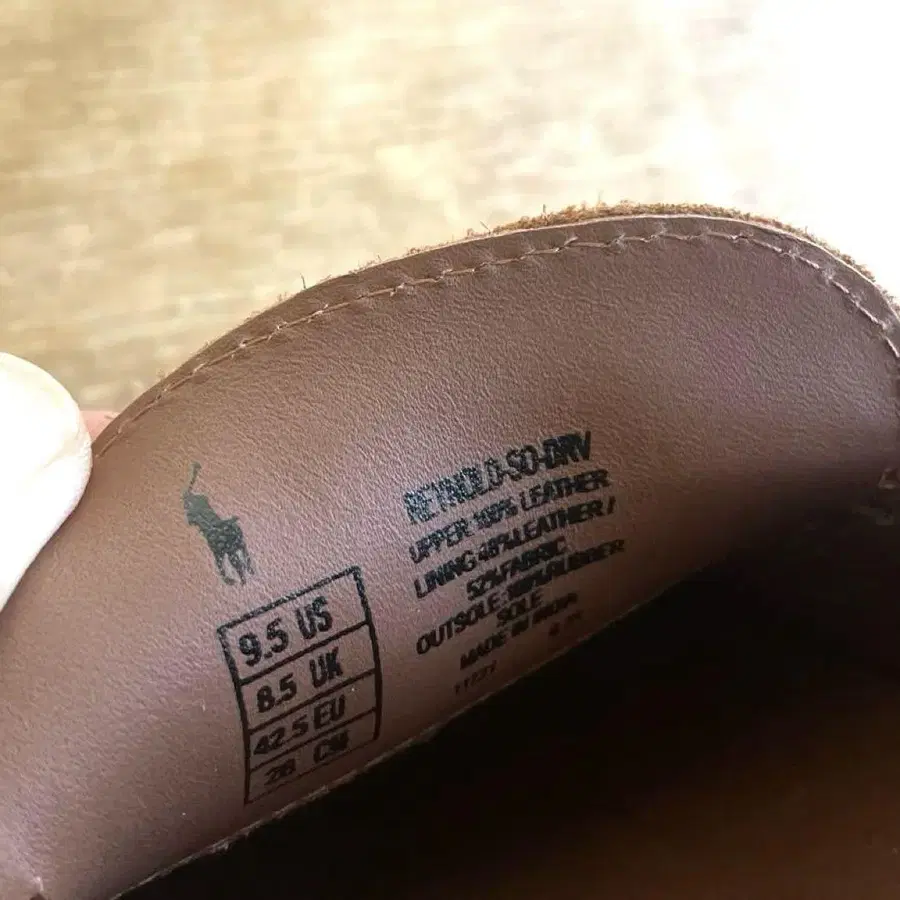 9.5 US
8.5 UK
42.5 EU
28 CM
REYNOLD-SO-DRV
UPPER 100% LEATHER
LINING 48% LEATHER /
52% FABRIC
OUTSOLE: 100% RUBBER
SOLE
MADE IN INDIA